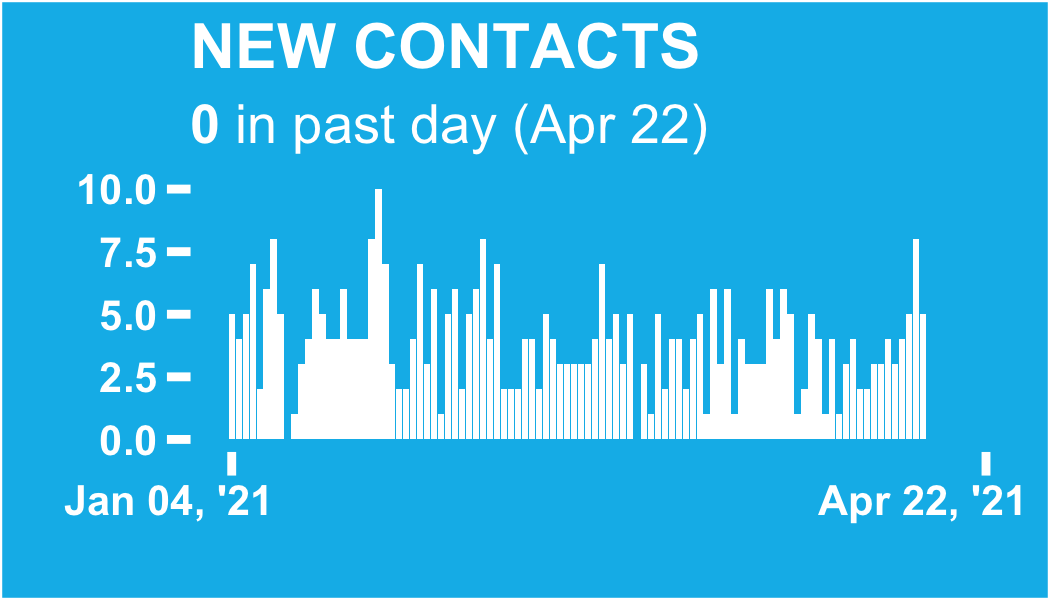 NEW CONTACTS
0 in past day (Apr 22)
10.0
7.5
5.0
2.5
0.0
Jan 04, '21
Apr 22, '21